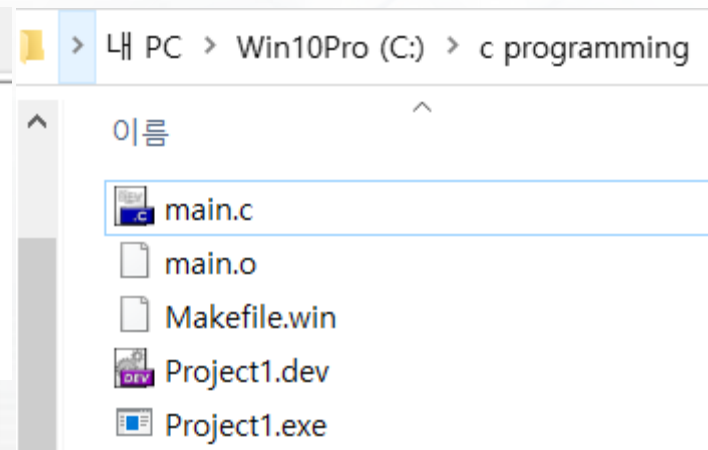 내 PC > Win10Pro (C:) > c programming
이름
main.c
main.o
Makefile.win
Project1.dev
Project1.exe